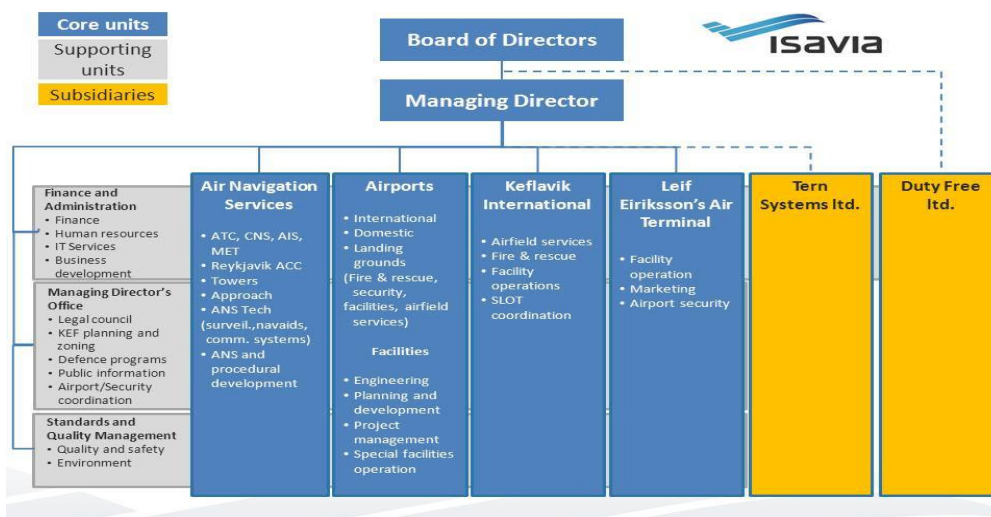 Core units
Supporting
units
Subsidiaries
Board of Directors
ISAVIA
Managing Director
Finance and
Administration
• Finance
• Human resources
• IT Services
• Business
development
Managing Director's
Office
• Legal council
• KEF planning and
zoning
• Defence programs
• Public information
• Airport/Security
coordination
Standards and
Quality Management
• Quality and safety
• Environment
Air Navigation
Services
• ATC, CNS, AIS,
MET
• Reykjavik ACC
• Towers
• Approach
• ANS Tech
(surveil.,navaids,
comm. systems)
• ANS and
procedural
development
Airports
• International
• Domestic
• Landing
grounds
(Fire & rescue,
security,
facilities, airfield
services)
Facilities
• Engineering
• Planning and
development
• Project
management
• Special facilities
operation
Keflavik
International
• Airfield services
• Fire & rescue
• Facility
operations
• SLOT
coordination
Leif
Eiriksson's Air
Terminal
• Facility
operation
• Marketing
• Airport security
Tern
Systems ltd.
Duty Free
ltd.